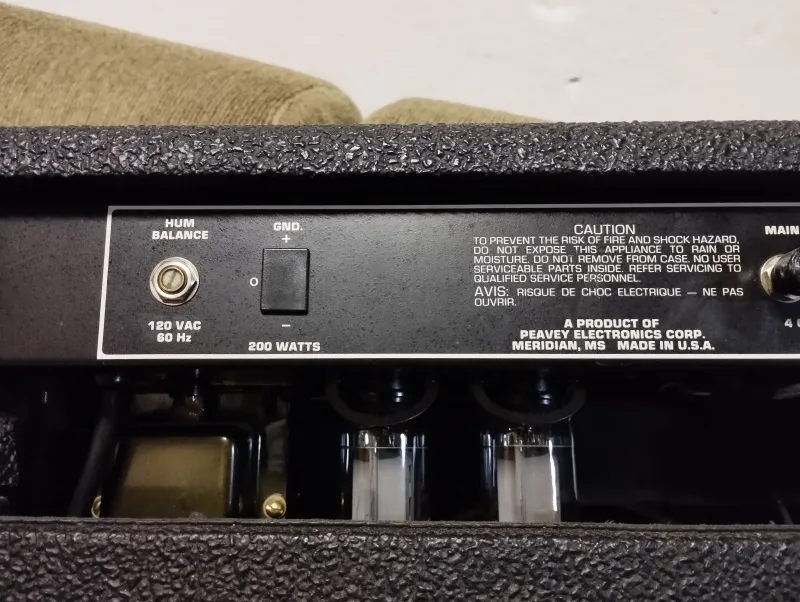 HUM
BALANCE
120 VAC
60 Hz
GND.
+
O
−
200 WATTS
CAUTION
TO PREVENT THE RISK OF FIRE AND SHOCK HAZARD,
DO NOT EXPOSE THIS APPLIANCE TO RAIN OR
MOISTURE. DO NOT REMOVE FROM CASE. NO USER
SERVICEABLE PARTS INSIDE. REFER SERVICING TO
QUALIFIED SERVICE PERSONNEL.
AVIS: RISQUE DE CHOC ELECTRIQUE — NE PAS
OUVRIR.
A PRODUCT OF
PEAVEY ELECTRONICS CORP.
MERIDIAN, MS MADE IN U.S.A.
MAIN
4